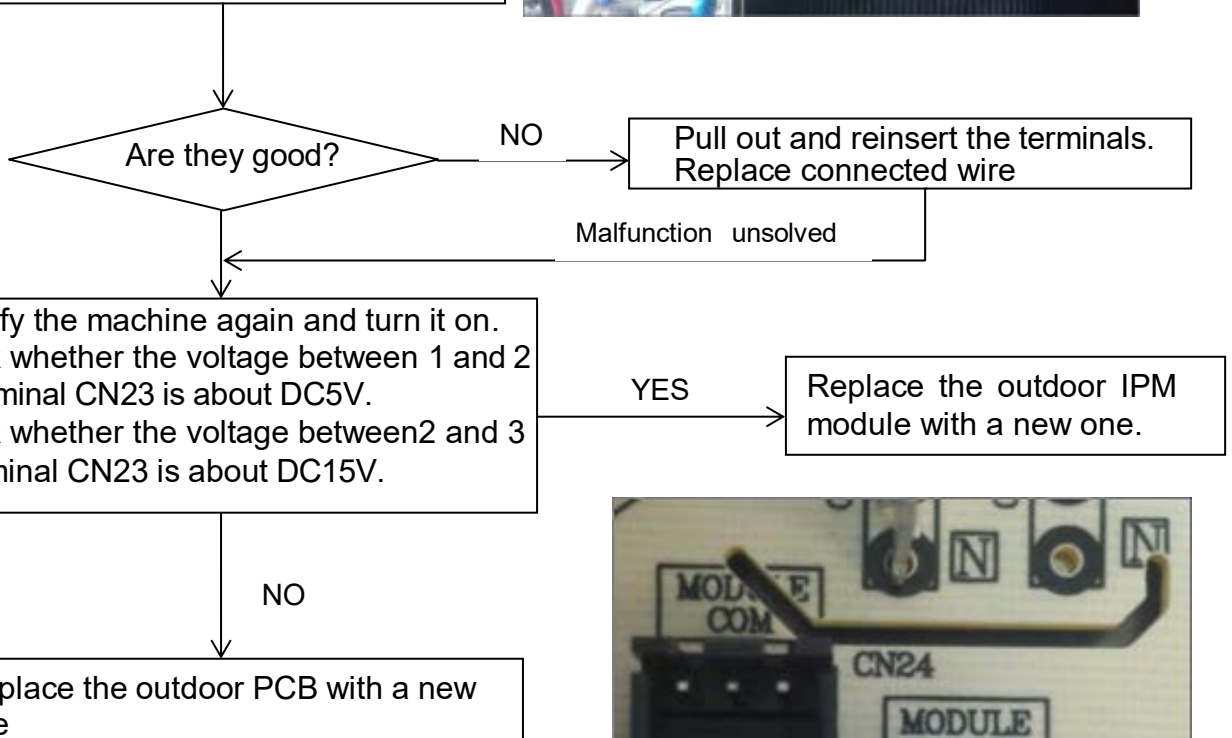 Are they good?
NO
Pull out and reinsert the terminals.
Replace connected wire
Malfunction unsolved
fy the machine again and turn it on.
whether the voltage between 1 and 2
minal CN23 is about DC5V.
whether the voltage between2 and 3
minal CN23 is about DC15V.
YES
Replace the outdoor IPM
module with a new one.
NO
place the outdoor PCB with a new
e
N
N
MODULE
COM
CN24
MODULE